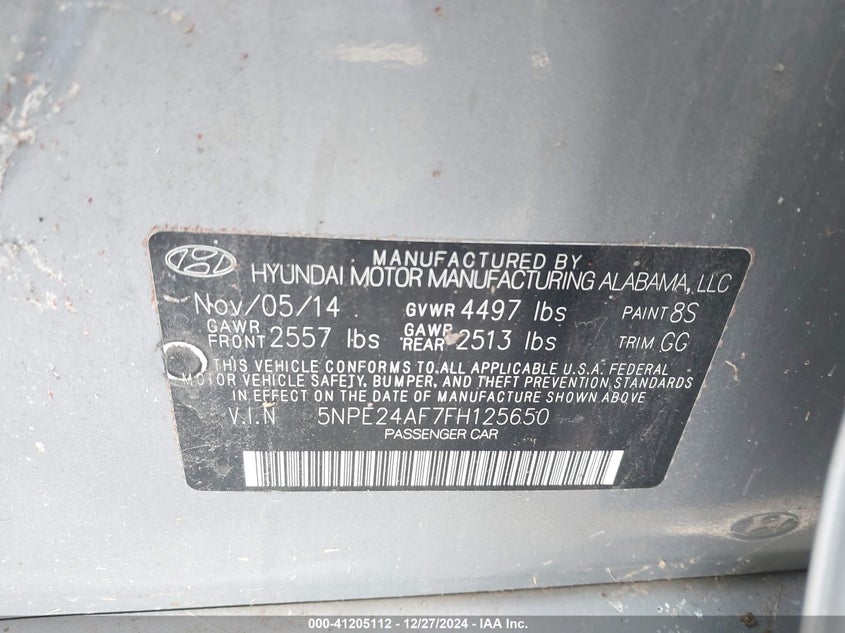 MANUFACTURED BY
HYUNDAI MOTOR MANUFACTURING ALABAMA, LLC
Nov/05/14 GVWR 4497 lbs PAINT 8S
GAWR FRONT 2557 lbs GAWR REAR 2513 lbs TRIM GG
THIS VEHICLE CONFORMS TO ALL APPLICABLE U.S.A. FEDERAL
MOTOR VEHICLE SAFETY, BUMPER, AND THEFT PREVENTION STANDARDS
IN EFFECT ON THE DATE OF MANUFACTURE SHOWN ABOVE
V.I.N 5NPE24AF7FH125650
PASSENGER CAR
000-41205112 - 12/27/2024 - IAA Inc.